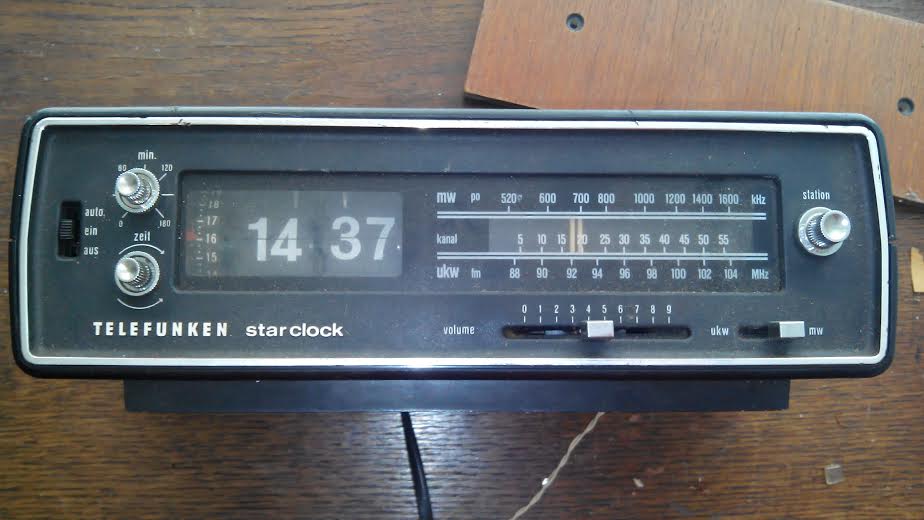 min.
60 120
0 180
auto.
ein
aus
zeit
18
17
16
15
14
14 37
mw po 520 600 700 800 1000 1200 1400 1600 kHz
kanal 5 10 15 20 25 30 35 40 45 50 55
ukw fm 88 90 92 94 96 98 100 102 104 MHz
station
0 1 2 3 4 5 6 7 8 9
TELEFUNKEN starclock
volume
ukw mw